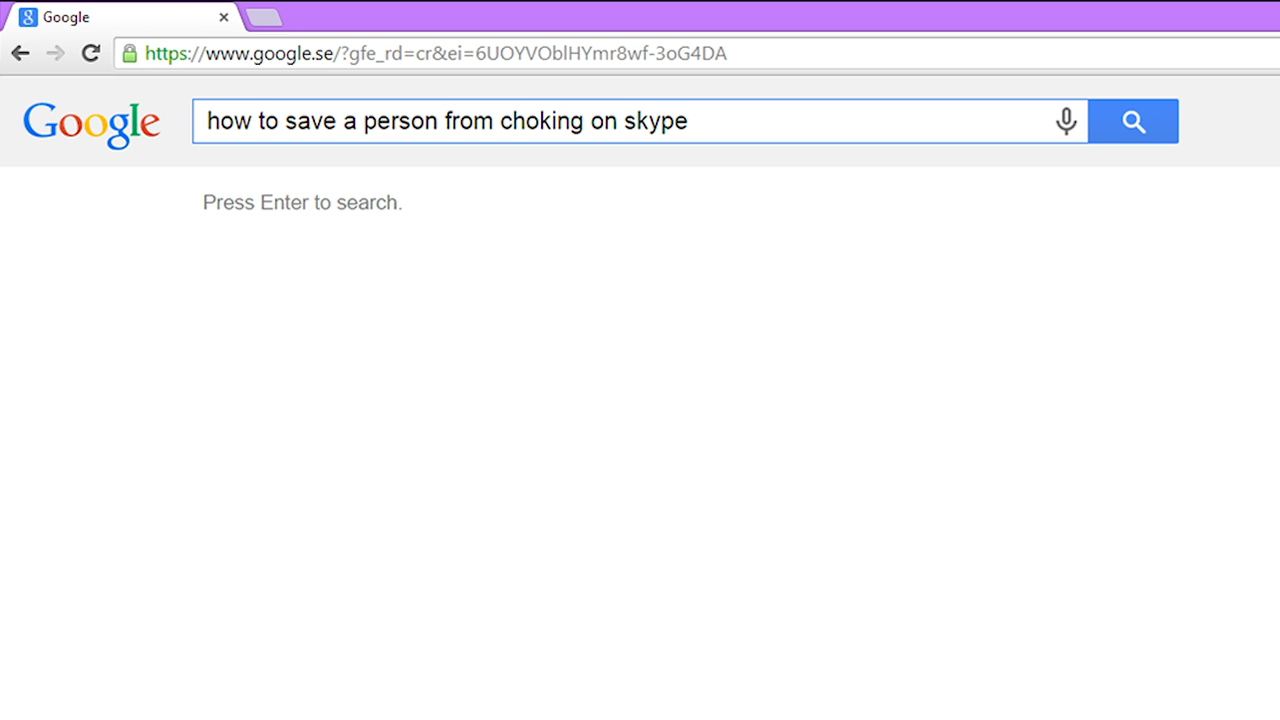 Google
https://www.google.se/?gfe_rd=cr&ei=6UOYVOblHYmr8wf-3oG4DA
Google how to save a person from choking on skype
Press Enter to search.